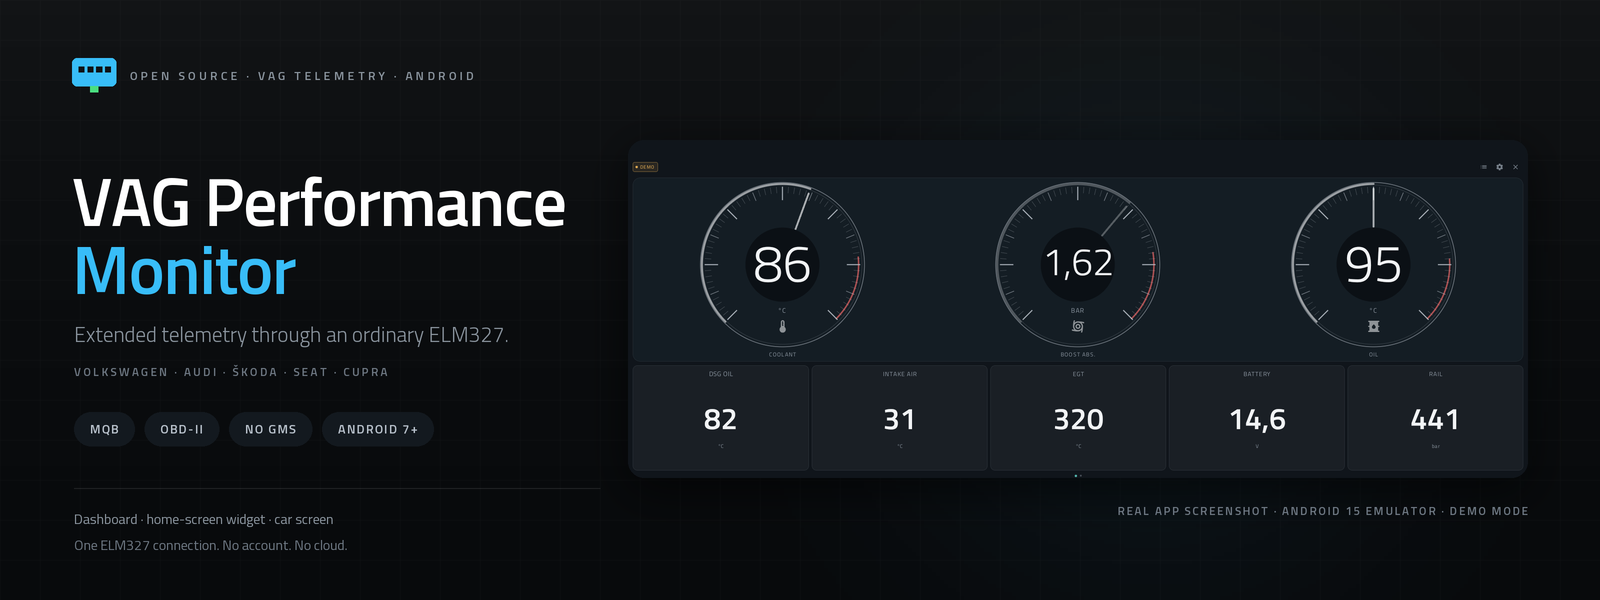 OPEN SOURCE · VAG TELEMETRY · ANDROID
VAG Performance
Monitor
Extended telemetry through an ordinary ELM327.
VOLKSWAGEN · AUDI · ŠKODA · SEAT · CUPRA
MQB OBD-II NO GMS ANDROID 7+
Dashboard · home-screen widget · car screen
One ELM327 connection. No account. No cloud.
DEMO
86 1,62 95
°C BAR °C
COOLANT BOOST ABS. OIL
DSG OIL INTAKE AIR EGT BATTERY RAIL
82 31 320 14,6 441
°C °C °C V bar
REAL APP SCREENSHOT · ANDROID 15 EMULATOR · DEMO MODE